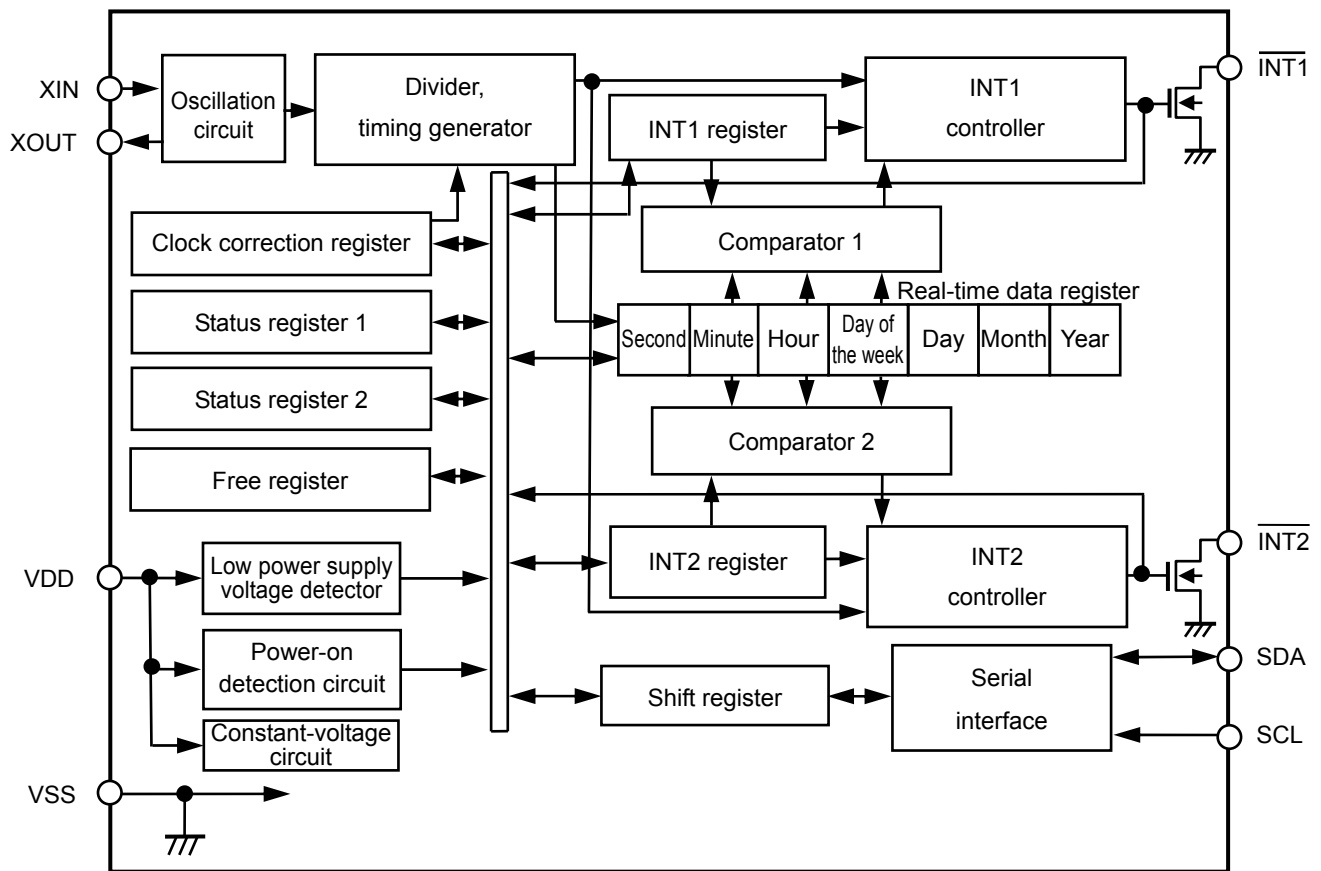 XIN
XOUT
Oscillation
circuit
Divider,
timing generator
INT1 register
INT1
controller
INT1
Clock correction register
Comparator 1
Real-time data register
Status register 1
Second
Minute
Hour
Day of
the week
Day
Month
Year
Status register 2
Comparator 2
Free register
VDD
Low power supply
voltage detector
INT2 register
INT2
controller
INT2
Power-on
detection circuit
Shift register
Serial
interface
SDA
SCL
Constant-voltage
circuit
VSS